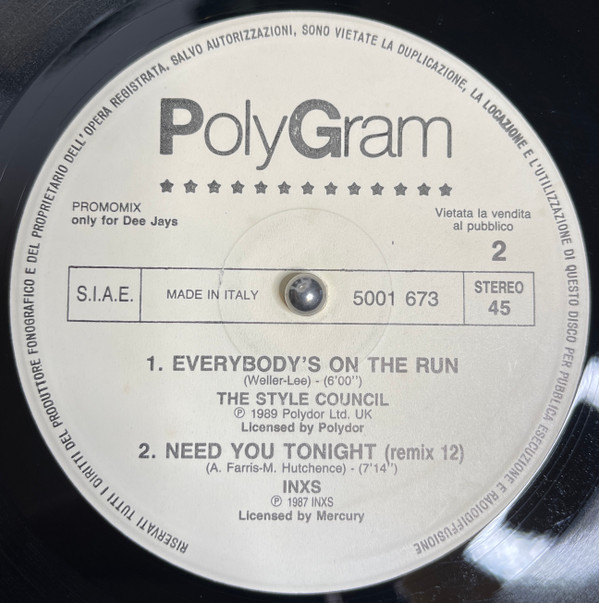 RISERVATI TUTTI I DIRITTI DEL PRODUTTORE FONOGRAFICO E DEL PROPRIETARIO DELL'OPERA REGISTRATA, SALVO AUTORIZZAZIONI, SONO VIETATE LA DUPLICAZIONE, LA LOCAZIONE E L'UTILIZZAZIONE DI QUESTO DISCO PER PUBBLICA ESECUZIONE E RADIODIFFUSIONE
PolyGram
PROMOMIX
only for Dee Jays
Vietata la vendita
al pubblico
2
S.I.A.E.
MADE IN ITALY
5001 673
STEREO
45
1. EVERYBODY'S ON THE RUN
(Weller-Lee) - (6'00")
THE STYLE COUNCIL
℗ 1989 Polydor Ltd. UK
Licensed by Polydor
2. NEED YOU TONIGHT (remix 12)
(A. Farris-M. Hutchence) - (7'14")
INXS
℗ 1987 INXS
Licensed by Mercury